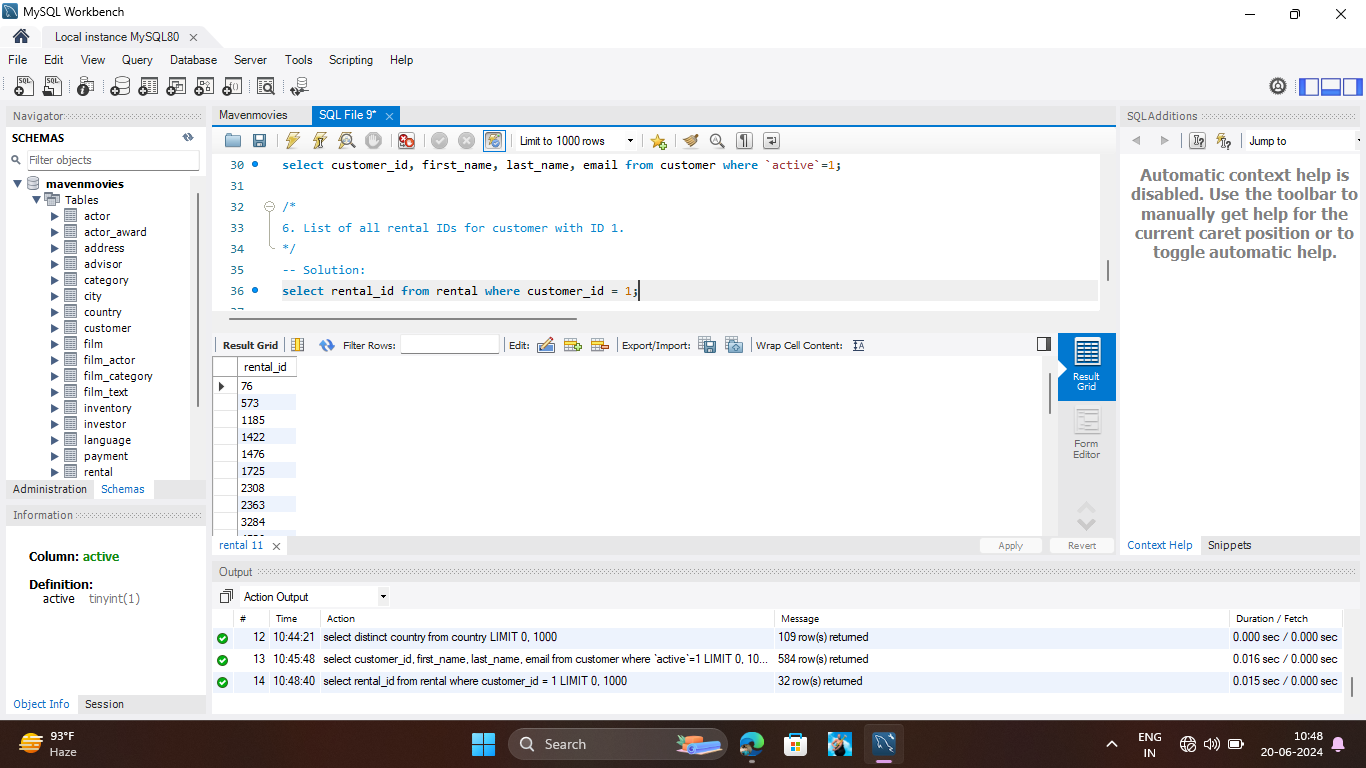 MySQL Workbench
Local instance MySQL80
File Edit View Query Database Server Tools Scripting Help
Navigator
SCHEMAS
Filter objects
mavenmovies
Tables
actor
actor_award
address
advisor
category
city
country
customer
film
film_actor
film_category
film_text
inventory
investor
language
payment
rental
Administration Schemas
Information
Column: active
Definition:
active tinyint(1)
Object Info Session
Mavenmovies SQL File 9*
Limit to 1000 rows
30 select customer_id, first_name, last_name, email from customer where `active`=1;
31
32 /*
33 6. List of all rental IDs for customer with ID 1.
34 */
35 -- Solution:
36 select rental_id from rental where customer_id = 1;
Result Grid Filter Rows: Edit: Export/Import: Wrap Cell Content:
rental_id
76
573
1185
1422
1476
1725
2308
2363
3284
Result
Grid
Form
Editor
rental 11
Apply Revert
SQLAdditions
Jump to
Automatic context help is
disabled. Use the toolbar to
manually get help for the
current caret position or to
toggle automatic help.
Context Help Snippets
Output
Action Output
# Time Action Message Duration / Fetch
12 10:44:21 select distinct country from country LIMIT 0, 1000 109 row(s) returned 0.000 sec / 0.000 sec
13 10:45:48 select customer_id, first_name, last_name, email from customer where `active`=1 LIMIT 0, 10... 584 row(s) returned 0.016 sec / 0.000 sec
14 10:48:40 select rental_id from rental where customer_id = 1 LIMIT 0, 1000 32 row(s) returned 0.015 sec / 0.000 sec
93°F
Haze
Search
ENG
IN
10:48
20-06-2024